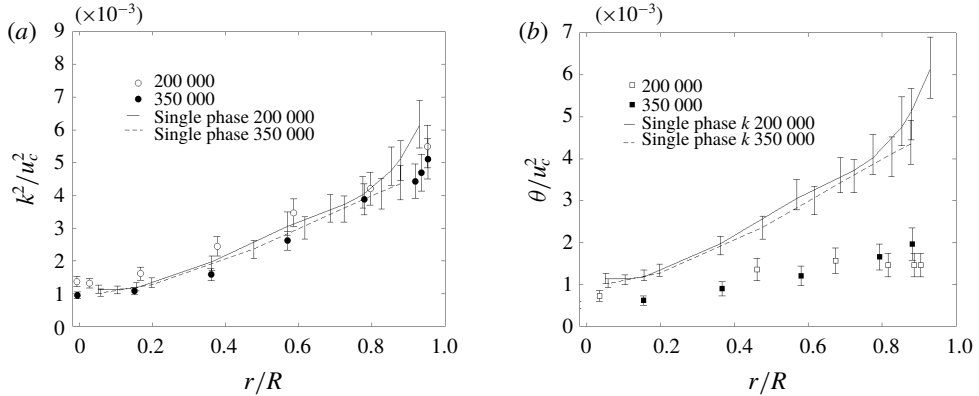 (a)
(×10⁻³)
9
8
7
6
5
4
3
2
1
0
k²/u_c²
200 000
350 000
Single phase 200 000
Single phase 350 000
0 0.2 0.4 0.6 0.8 1.0
r/R
(b)
(×10⁻³)
7
6
5
4
3
2
1
0
θ/u_c²
200 000
350 000
Single phase k 200 000
Single phase k 350 000
0 0.2 0.4 0.6 0.8 1.0
r/R